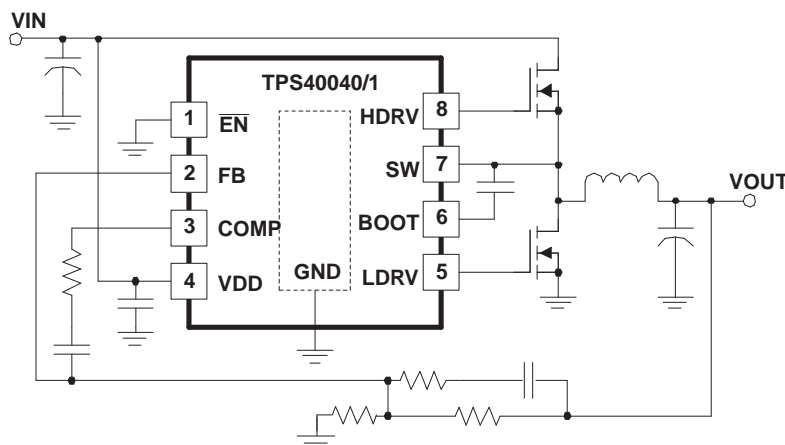 VIN
TPS40040/1
1 EN
HDRV 8
2 FB
SW 7
VOUT
3 COMP
BOOT 6
4 VDD
GND
LDRV 5